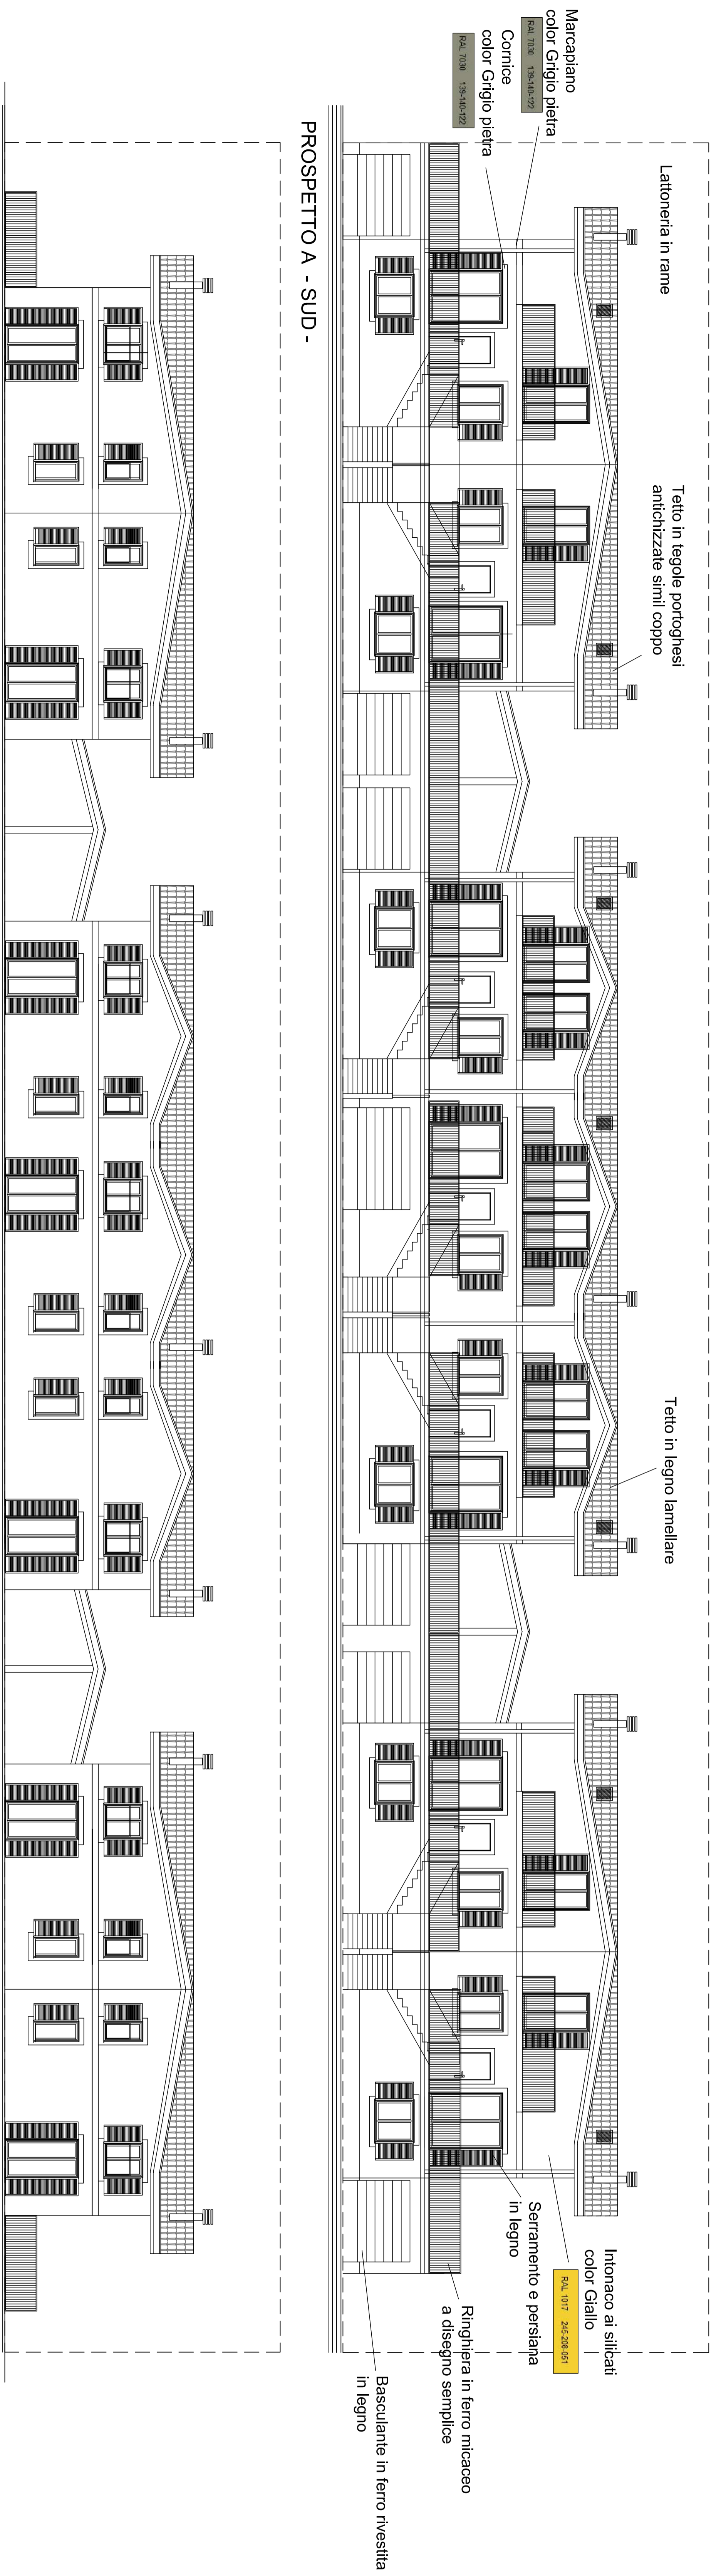 Marcapiano
color Grigio pietra
RAL 7030 139-140-122
Cornice
color Grigio pietra
RAL 7030 139-140-122
Lattoneria in rame
Tetto in tegole portoghesi
antichizzate simil coppo
Tetto in legno lamellare
Intonaco ai silicati
color Giallo
RAL 1017 245-208-051
Serramento e persiana
in legno
Ringhiera in ferro micaceo
a disegno semplice
Basculante in ferro rivestita
in legno
PROSPETTO A - SUD -